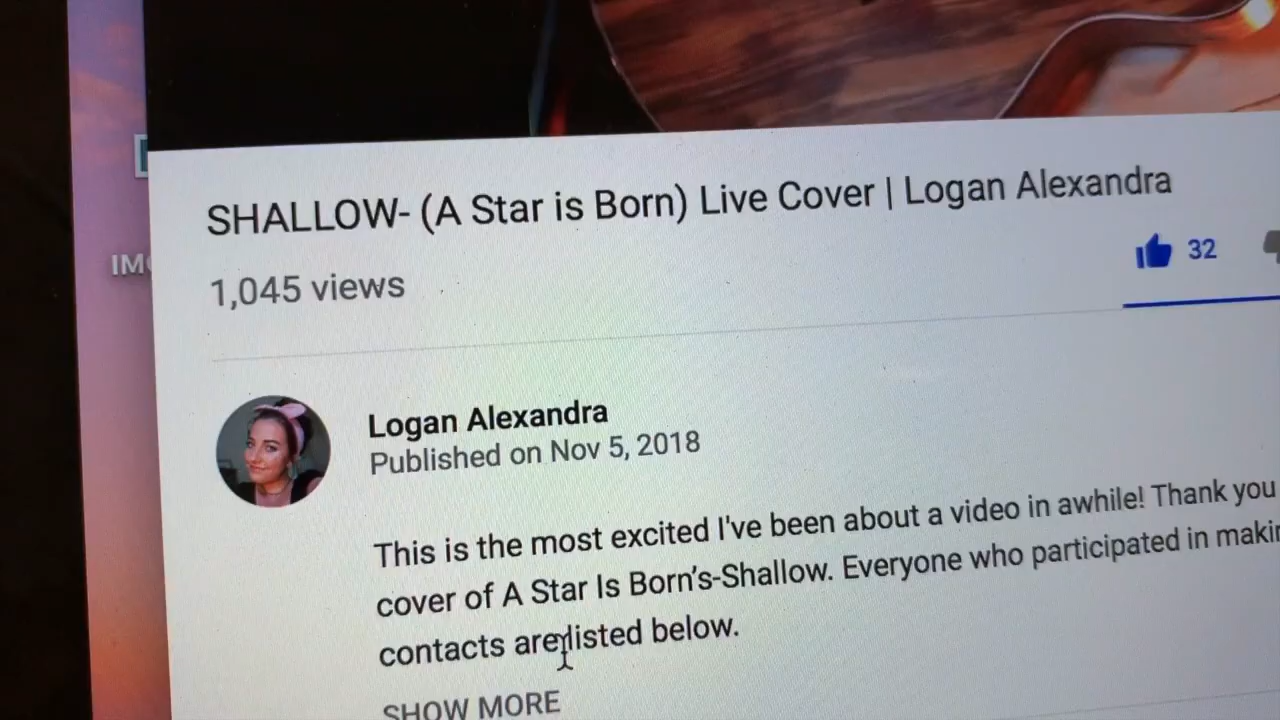 SHALLOW- (A Star is Born) Live Cover | Logan Alexandra
1,045 views
32
Logan Alexandra
Published on Nov 5, 2018
This is the most excited I've been about a video in awhile! Thank you
cover of A Star Is Born's-Shallow. Everyone who participated in
contacts are listed below.
SHOW MORE